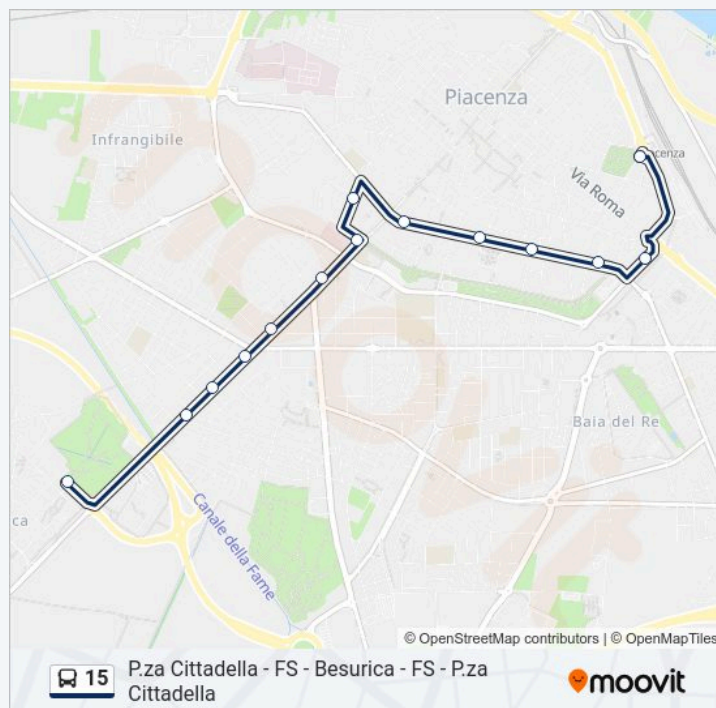 Piacenza
Infrangibile
cenza
Via Roma
Baia del Re
ca
Canale della Fame
© OpenStreetMap contributors | © OpenMapTiles
15
P.za Cittadella - FS - Besurica - FS - P.za
Cittadella
moovit